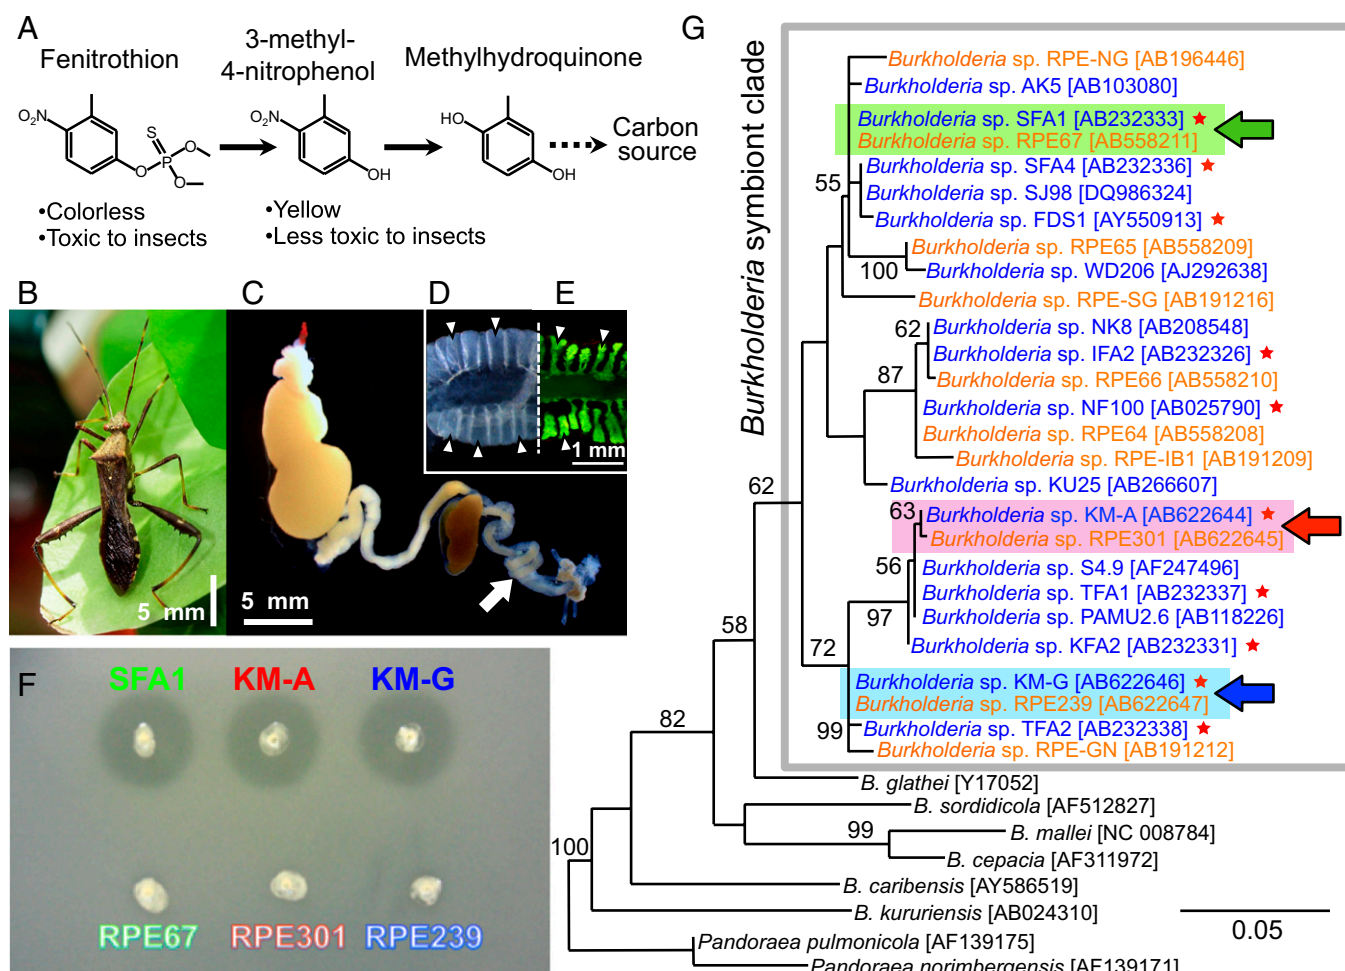 A
Fenitrothion
3-methyl-
4-nitrophenol
Methylhydroquinone
O₂N
S
P
O
O
O
O₂N
OH
HO
OH
Carbon
source
•Colorless
•Toxic to insects
•Yellow
•Less toxic to insects
B
5 mm
C
5 mm
D
E
1 mm
F
SFA1
KM-A
KM-G
RPE67
RPE301
RPE239
G
Burkholderia symbiont clade
Burkholderia sp. RPE-NG [AB196446]
Burkholderia sp. AK5 [AB103080]
Burkholderia sp. SFA1 [AB232333] ★
Burkholderia sp. RPE67 [AB558211]
Burkholderia sp. SFA4 [AB232336] ★
55
Burkholderia sp. SJ98 [DQ986324]
Burkholderia sp. FDS1 [AY550913] ★
Burkholderia sp. RPE65 [AB558209]
100
Burkholderia sp. WD206 [AJ292638]
Burkholderia sp. RPE-SG [AB191216]
62
Burkholderia sp. NK8 [AB208548]
Burkholderia sp. IFA2 [AB232326] ★
87
Burkholderia sp. RPE66 [AB558210]
Burkholderia sp. NF100 [AB025790] ★
Burkholderia sp. RPE64 [AB558208]
Burkholderia sp. RPE-IB1 [AB191209]
62
Burkholderia sp. KU25 [AB266607]
63
Burkholderia sp. KM-A [AB622644] ★
Burkholderia sp. RPE301 [AB622645]
56
Burkholderia sp. S4.9 [AF247496]
Burkholderia sp. TFA1 [AB232337] ★
97
Burkholderia sp. PAMU2.6 [AB118226]
58
72
Burkholderia sp. KFA2 [AB232331] ★
Burkholderia sp. KM-G [AB622646] ★
Burkholderia sp. RPE239 [AB622647]
82
99
Burkholderia sp. TFA2 [AB232338] ★
Burkholderia sp. RPE-GN [AB191212]
B. glathei [Y17052]
B. sordidicola [AF512827]
99
B. mallei [NC 008784]
100
B. cepacia [AF311972]
B. caribensis [AY586519]
B. kururiensis [AB024310]
0.05
Pandoraea pulmonicola [AF139175]
Pandoraea norimbergensis [AF139171]